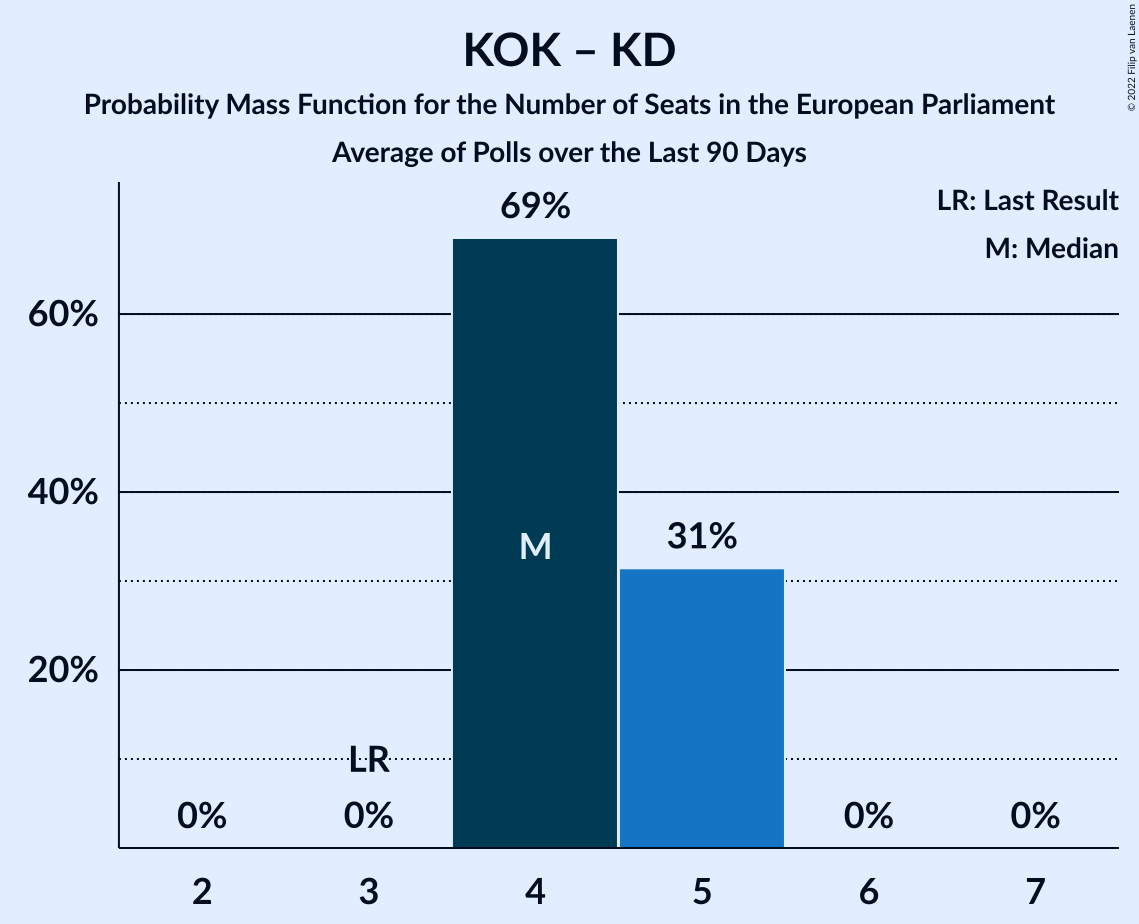 KOK – KD
Probability Mass Function for the Number of Seats in the European Parliament
Average of Polls over the Last 90 Days
© 2022 Filip van Laenen
LR: Last Result
M: Median
69%
60%
40%
31%
M
20%
LR
0%
0%
0%
0%
2
3
4
5
6
7